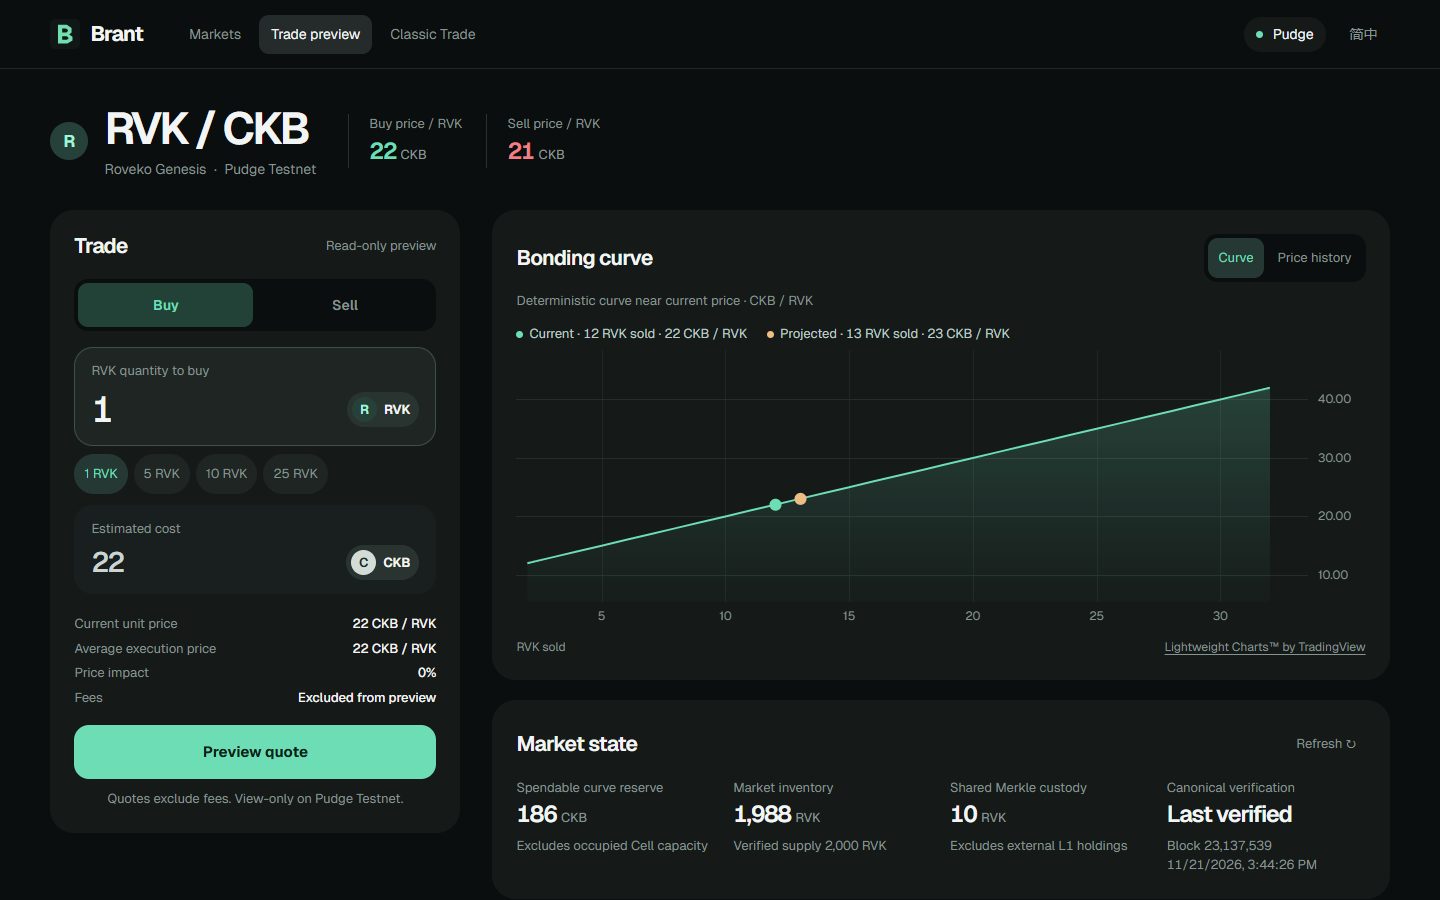 B Brant Markets Trade preview Classic Trade Pudge 简中
R RVK / CKB
Roveko Genesis · Pudge Testnet
Buy price / RVK
22 CKB
Sell price / RVK
21 CKB
Trade Read-only preview
Buy Sell
RVK quantity to buy
1 R RVK
1 RVK 5 RVK 10 RVK 25 RVK
Estimated cost
22 C CKB
Current unit price 22 CKB / RVK
Average execution price 22 CKB / RVK
Price impact 0%
Fees Excluded from preview
Preview quote
Quotes exclude fees. View-only on Pudge Testnet.
Bonding curve Curve Price history
Deterministic curve near current price · CKB / RVK
Current · 12 RVK sold · 22 CKB / RVK Projected · 13 RVK sold · 23 CKB / RVK
40.00
30.00
20.00
10.00
5 10 15 20 25 30
RVK sold Lightweight Charts™ by TradingView
Market state Refresh ↻
Spendable curve reserve
186 CKB
Excludes occupied Cell capacity
Market inventory
1,988 RVK
Verified supply 2,000 RVK
Shared Merkle custody
10 RVK
Excludes external L1 holdings
Canonical verification
Last verified
Block 23,137,539
11/21/2026, 3:44:26 PM